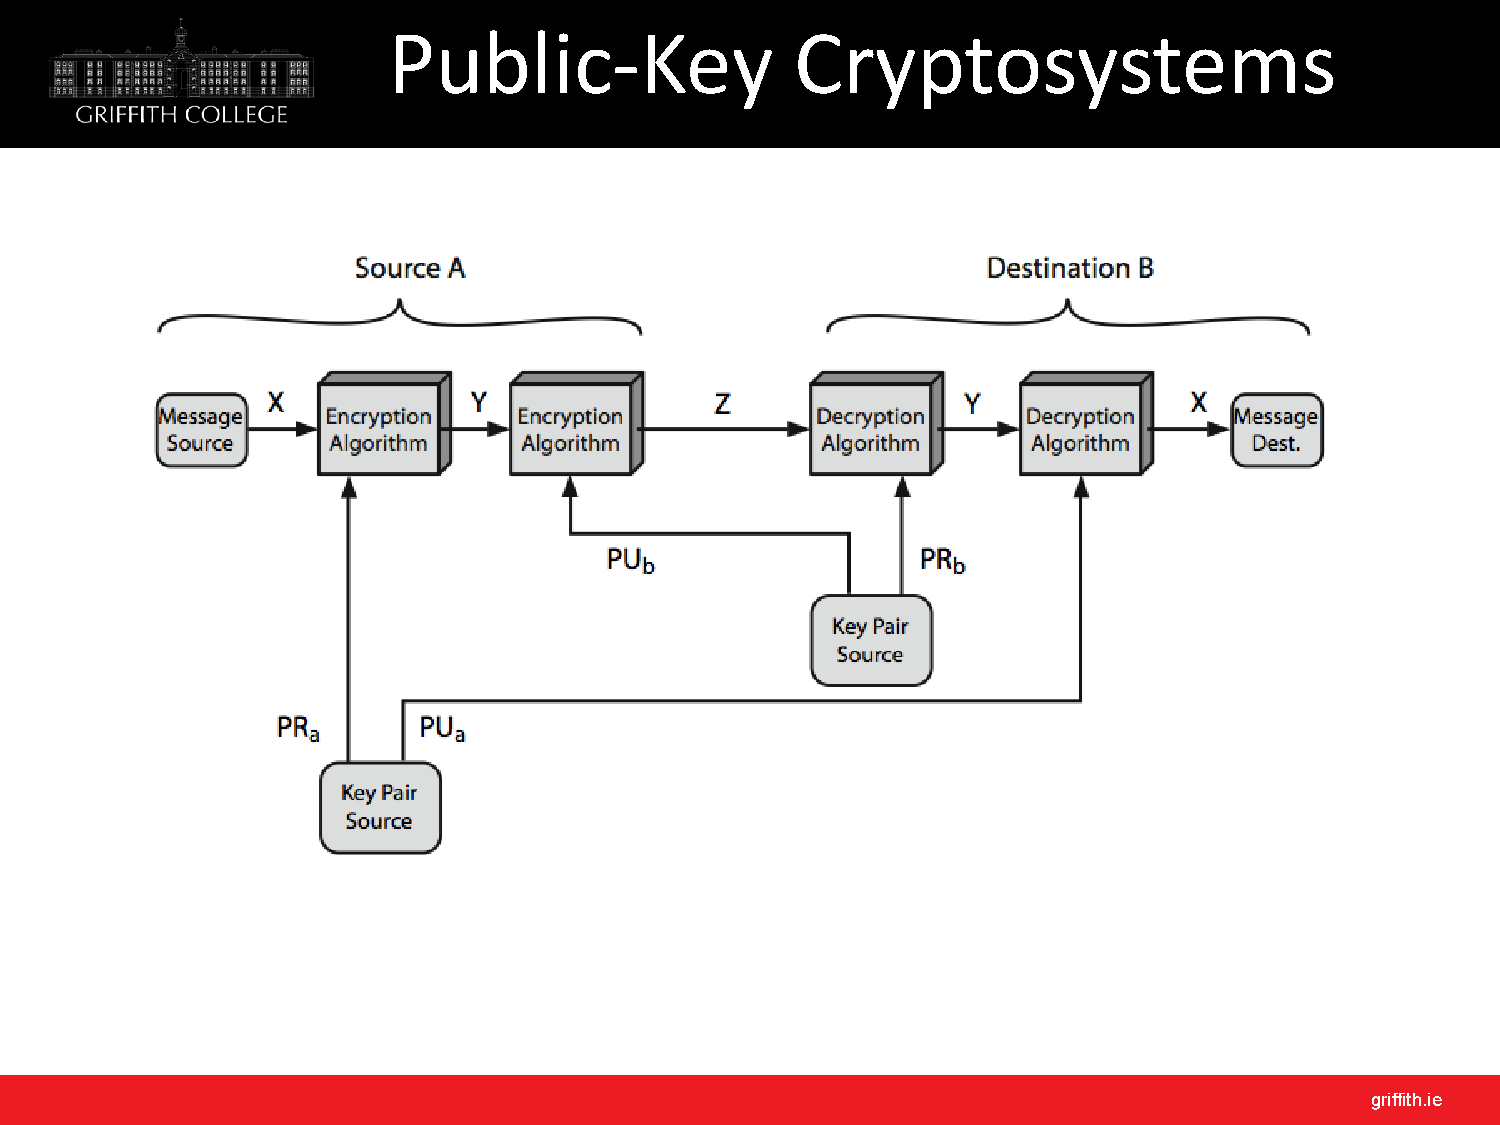 Public-Key Cryptosystems
GRIFFITH COLLEGE
Source A
Destination B
Message
Source
X
Encryption
Algorithm
Y
Encryption
Algorithm
Z
Decryption
Algorithm
Y
Decryption
Algorithm
X
Message
Dest.
PUb
PRb
Key Pair
Source
PRa
PUa
Key Pair
Source
griffith.ie